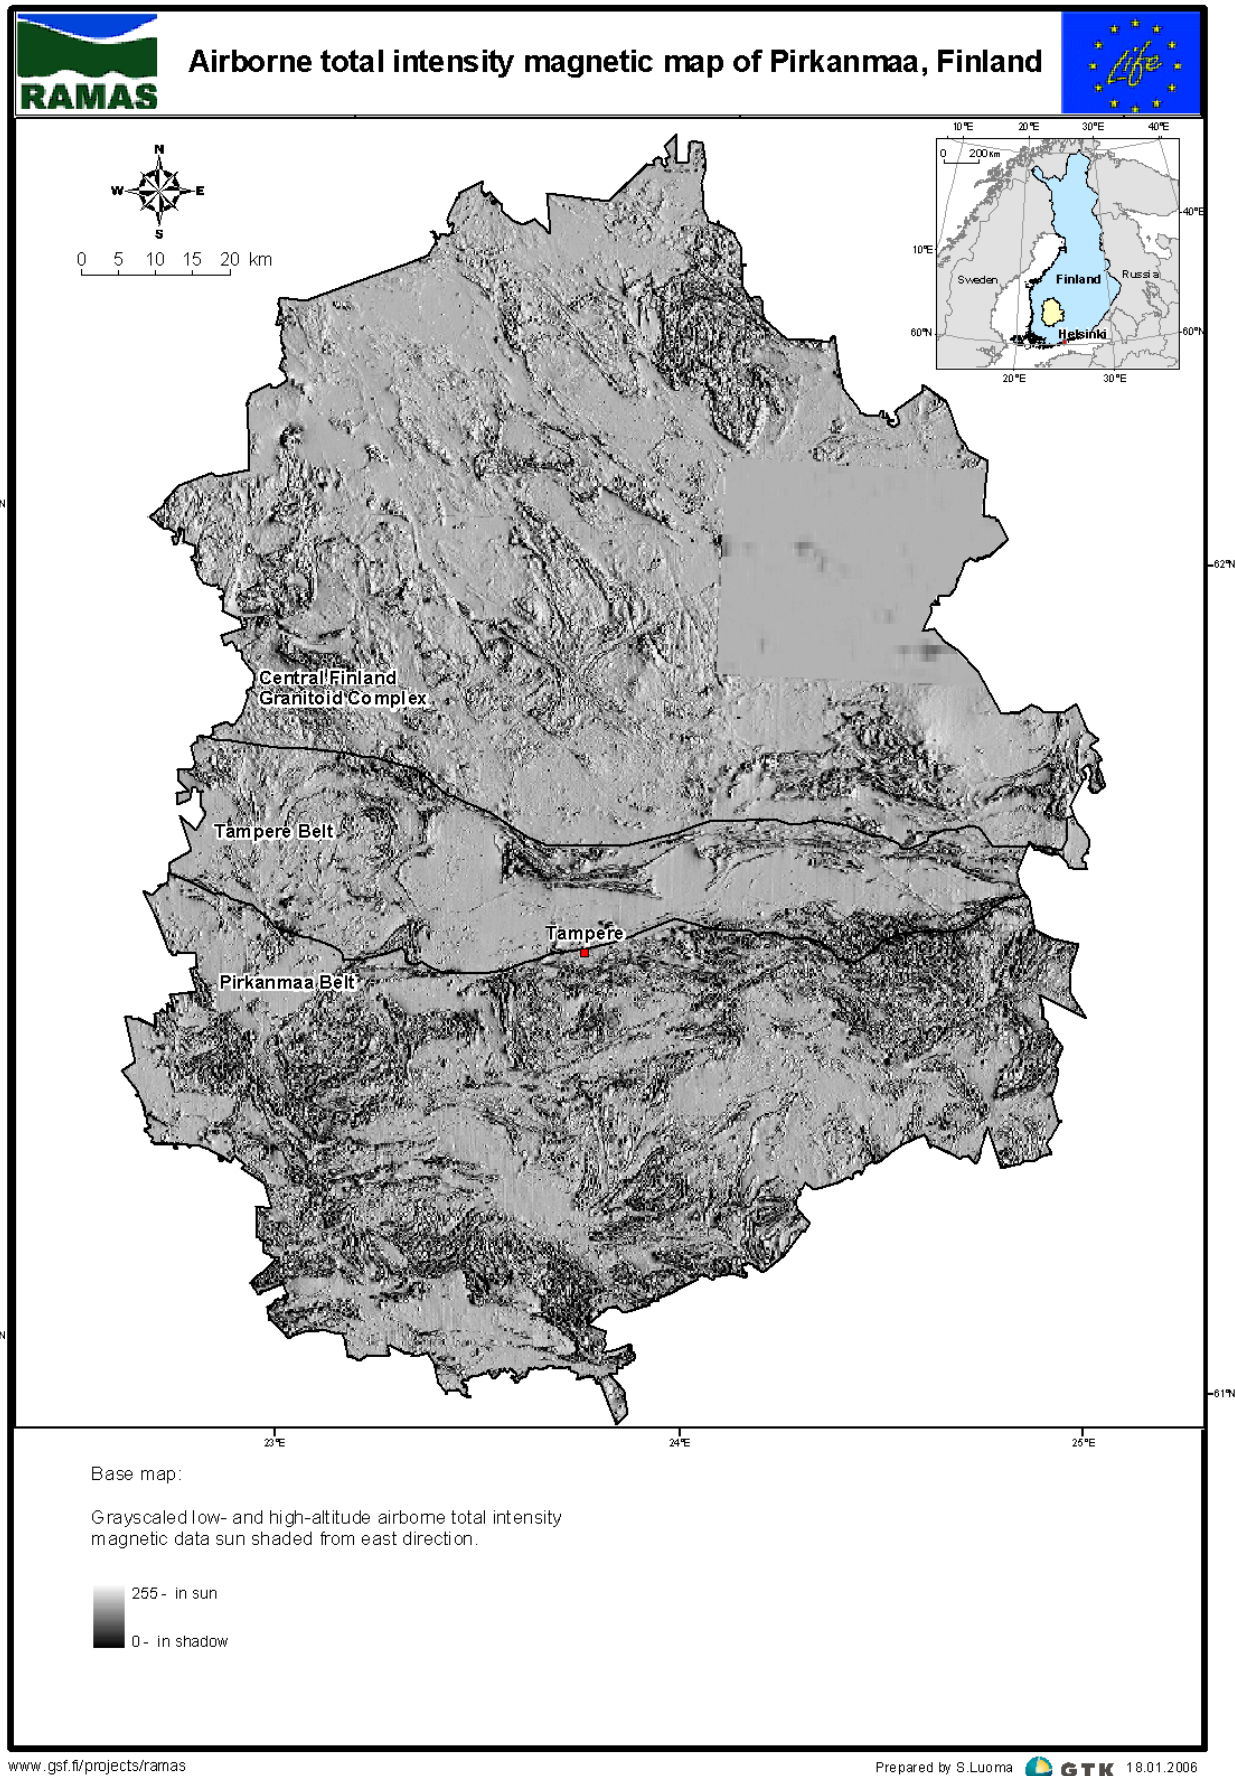 RAMAS
Airborne total intensity magnetic map of Pirkanmaa, Finland
Life
N
W E
S
0 5 10 15 20 km
10°E 20°E 30°E 40°E
0 200km
40°E
10°E
Sweden
Finland
Russia
60°N
Helsinki
60°N
20°E 30°E
N
62°N
Central Finland
Granitoid Complex
Tampere Belt
Tampere
Pirkanmaa Belt
N
61°N
23°E 24°E 25°E
Base map:
Grayscaled low- and high-altitude airborne total intensity
magnetic data sun shaded from east direction.
255 - in sun
0 - in shadow
www.gsf.fi/projects/ramas
Prepared by S.Luoma GTK 18.01.2006